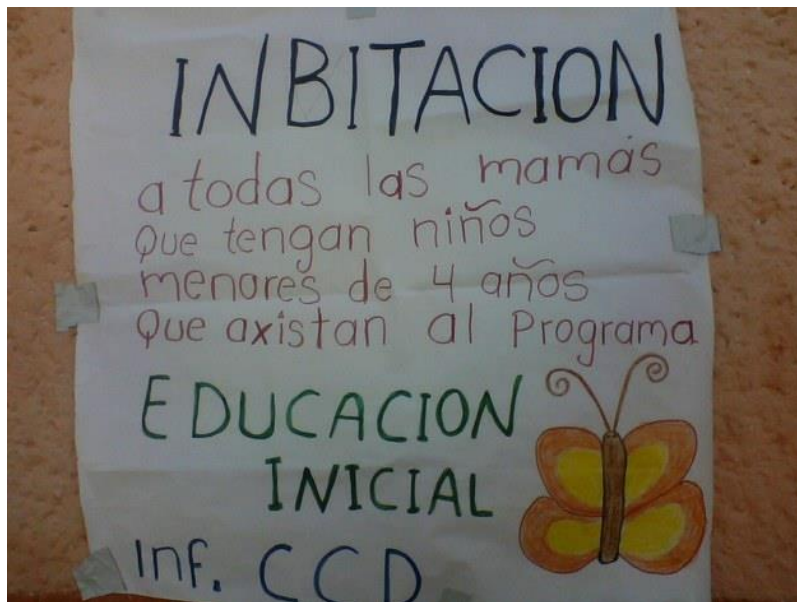 INBITACION
a todas las mamás
Que tengan niños
menores de 4 años
Que axistan al Programa
EDUCACION
INICIAL
Inf. CCD